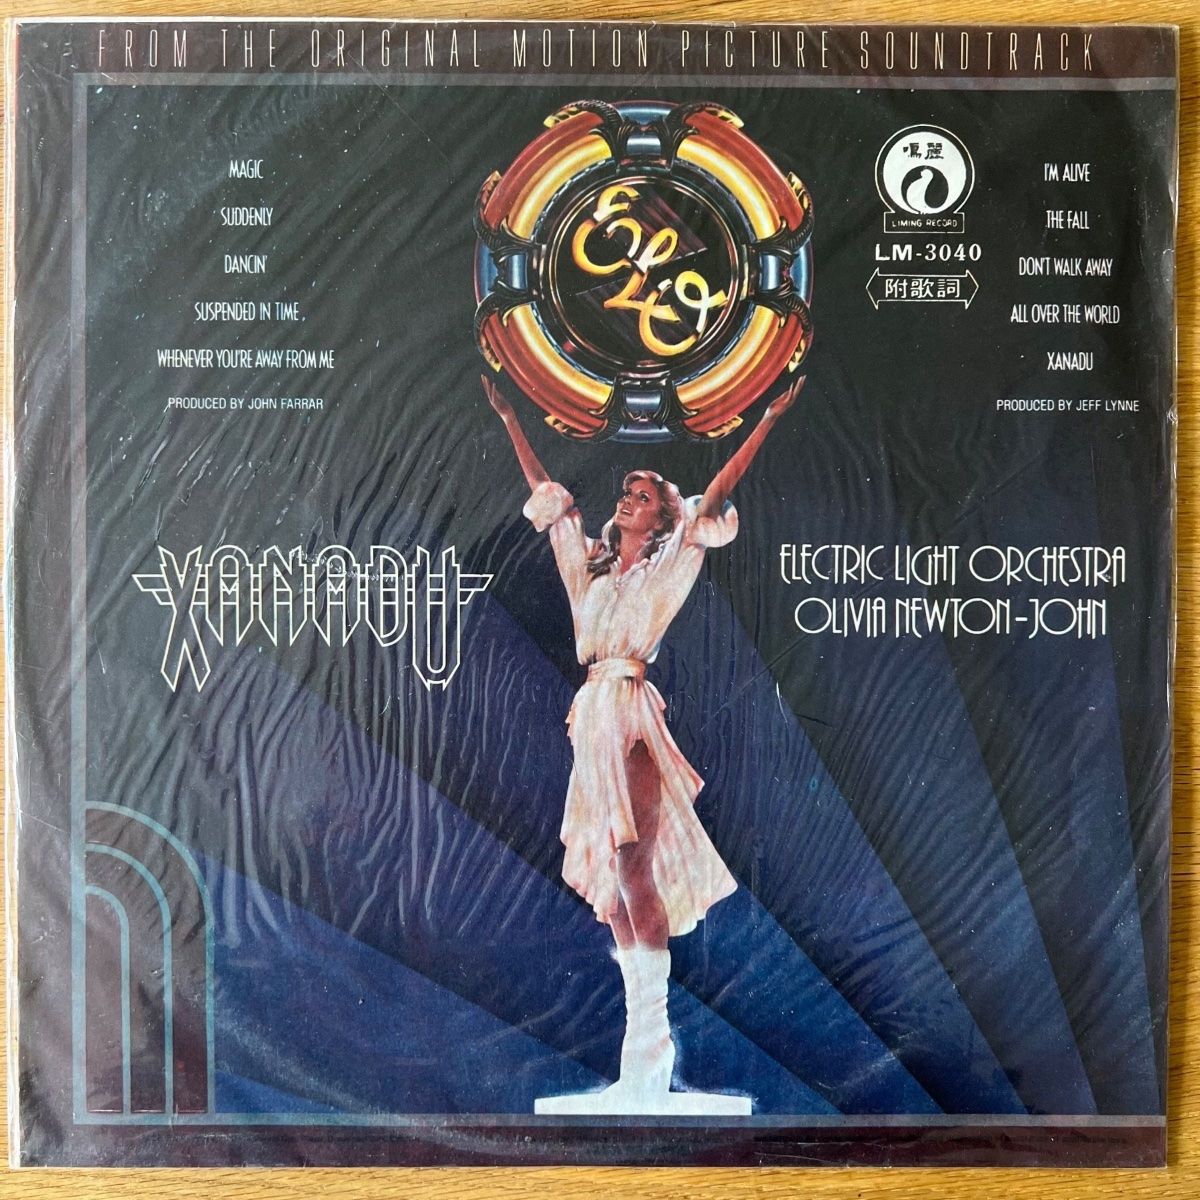 FROM THE ORIGINAL MOTION PICTURE SOUNDTRACK
MAGIC
SUDDENLY
DANCIN'
SUSPENDED IN TIME
WHENEVER YOU'RE AWAY FROM ME
PRODUCED BY JOHN FARRAR
ELO
鳴麗
LIMING RECORD
LM-3040
附歌詞
I'M ALIVE
THE FALL
DON'T WALK AWAY
ALL OVER THE WORLD
XANADU
PRODUCED BY JEFF LYNNE
XANADU
ELECTRIC LIGHT ORCHESTRA
OLIVIA NEWTON-JOHN